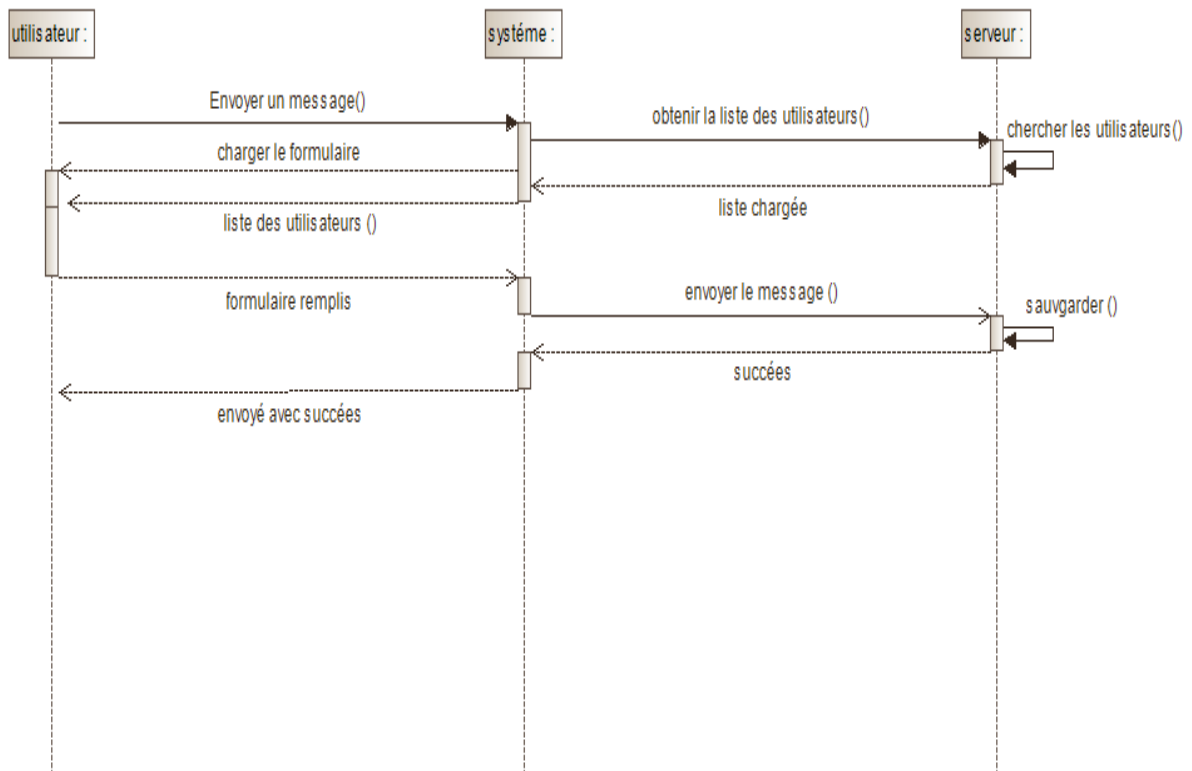 utilisateur :
systéme :
serveur :
Envoyer un message()
obtenir la liste des utilisateurs()
chercher les utilisateurs()
charger le formulaire
liste chargée
liste des utilisateurs ()
formulaire remplis
envoyer le message ()
sauvgarder ()
succées
envoyé avec succées